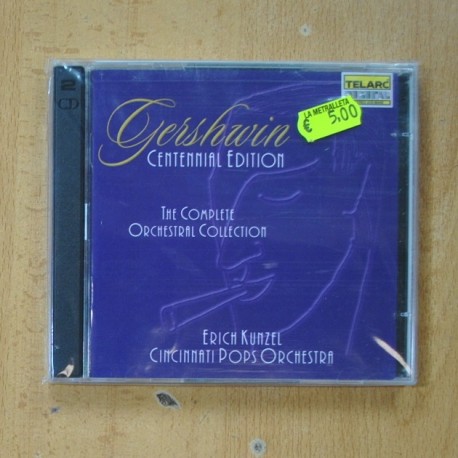 2
CD
TELARC
DIGITAL
LA METRALLETA
€ 5,00
Gershwin
CENTENNIAL EDITION
THE COMPLETE
ORCHESTRAL COLLECTION
ERICH KUNZEL
CINCINNATI POPS ORCHESTRA